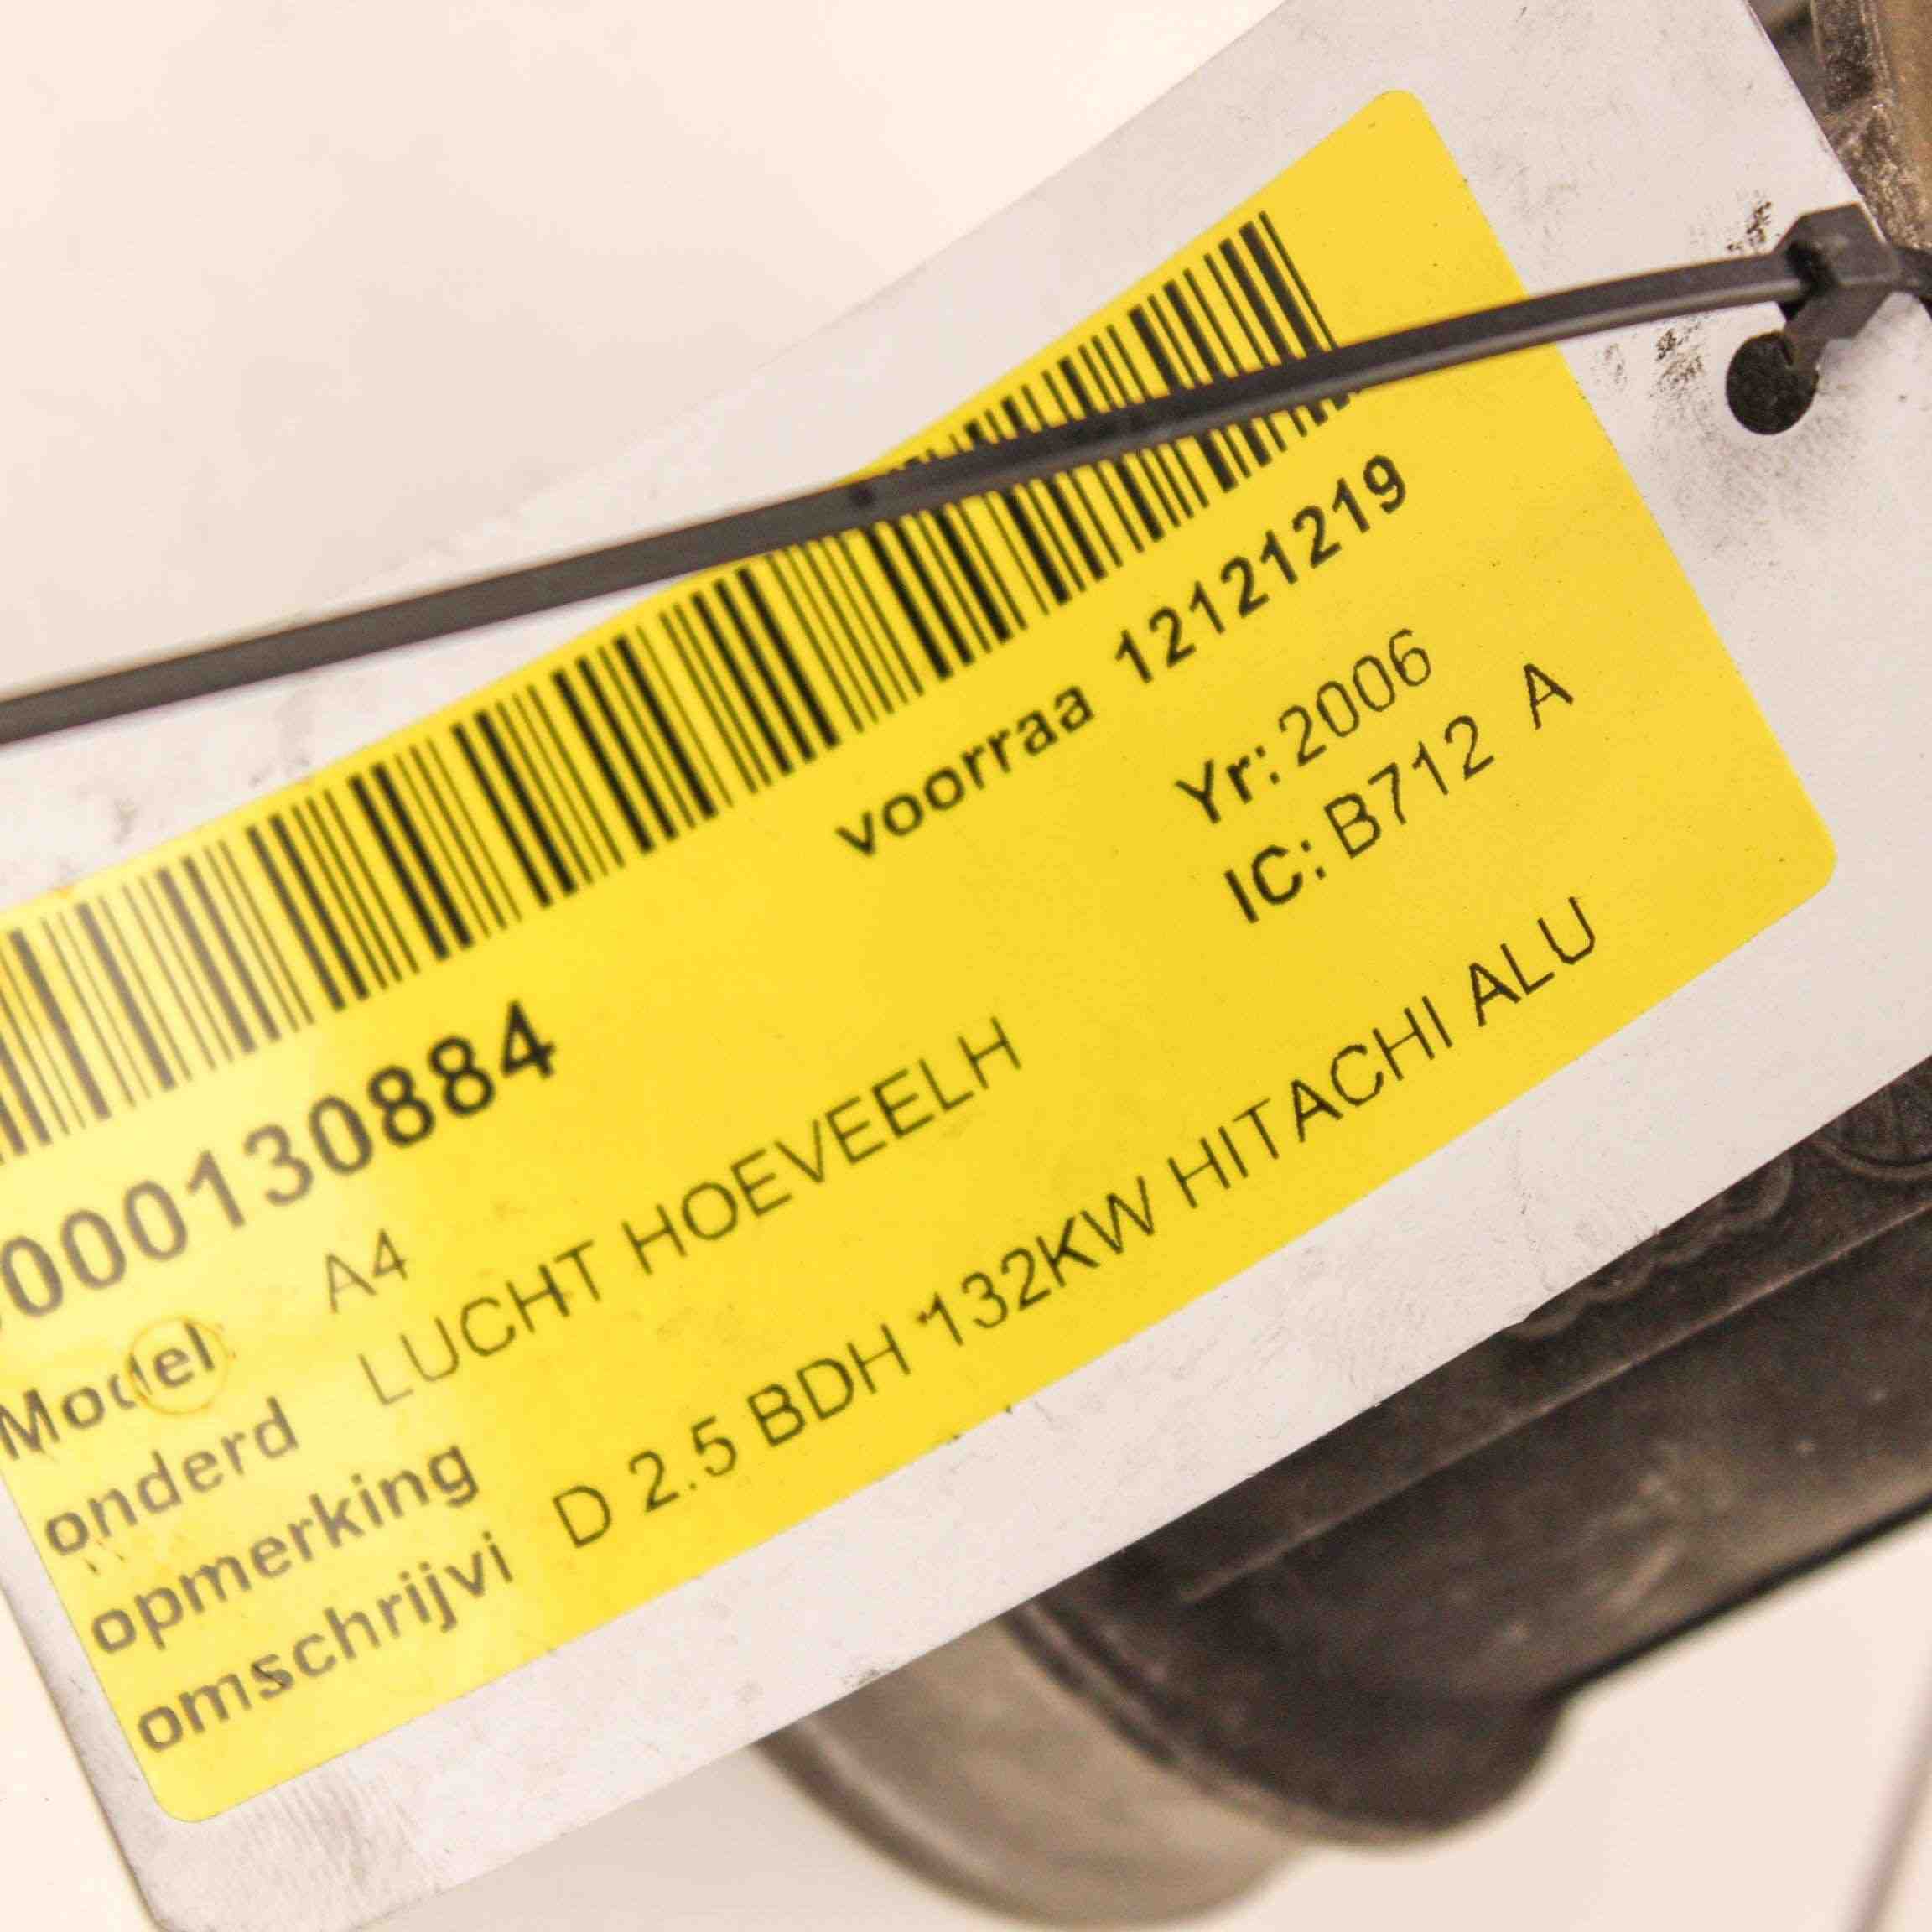 voorraa 12121219
Yr: 2006
IC: B712 A
000130884
Model A4
onderd LUCHT HOEVEELH
opmerking
omschrijvi D 2.5 BDH 132KW HITACHI ALU